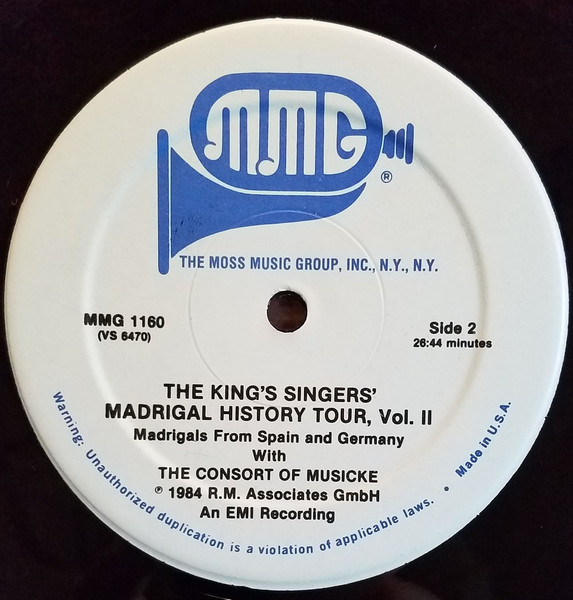 MMG
®
THE MOSS MUSIC GROUP, INC., N.Y., N.Y.
MMG 1160
(VS 6470)
Side 2
26:44 minutes
THE KING'S SINGERS'
MADRIGAL HISTORY TOUR, Vol. II
Madrigals From Spain and Germany
With
THE CONSORT OF MUSICKE
℗ 1984 R.M. Associates GmbH
An EMI Recording
Warning: Unauthorized duplication is a violation of applicable laws. • Made in U.S.A.